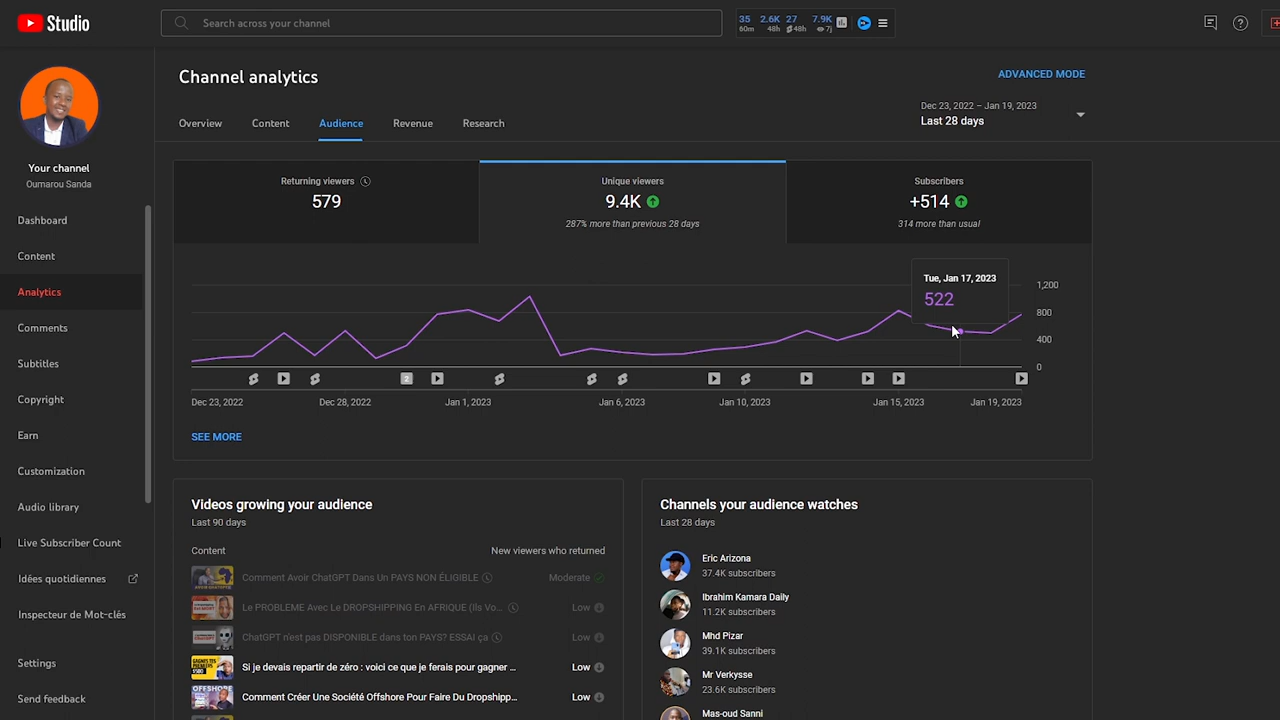 Studio
Search across your channel
35 2.6K 27 7.9K
60m 48h 48h 7j
Channel analytics
ADVANCED MODE
Dec 23, 2022 – Jan 19, 2023
Last 28 days
Overview Content Audience Revenue Research
Your channel
Oumarou Sanda
Dashboard
Content
Analytics
Comments
Subtitles
Copyright
Earn
Customization
Audio library
Live Subscriber Count
Idées quotidiennes
Inspecteur de Mot-clés
Settings
Send feedback
Returning viewers
579
Unique viewers
9.4K
287% more than previous 28 days
Subscribers
+514
314 more than usual
Tue, Jan 17, 2023
522
1,200
800
400
0
2
Dec 23, 2022 Dec 28, 2022 Jan 1, 2023 Jan 6, 2023 Jan 10, 2023 Jan 15, 2023 Jan 19, 2023
SEE MORE
Videos growing your audience
Last 90 days
Content New viewers who returned
Comment Avoir ChatGPT Dans Un PAYS NON ÉLIGIBLE Moderate
Le PROBLEME Avec Le DROPSHIPPING En AFRIQUE (Ils Vo... Low
ChatGPT n'est pas DISPONIBLE dans ton PAYS? ESSAI ça Low
Si je devais repartir de zéro : voici ce que je ferais pour gagner ... Low
Comment Créer Une Société Offshore Pour Faire Du Dropshipp... Low
Channels your audience watches
Last 28 days
Eric Arizona
37.4K subscribers
Ibrahim Kamara Daily
11.2K subscribers
Mhd Pizar
39.1K subscribers
Mr Verkysse
23.6K subscribers
Mas-oud Sanni